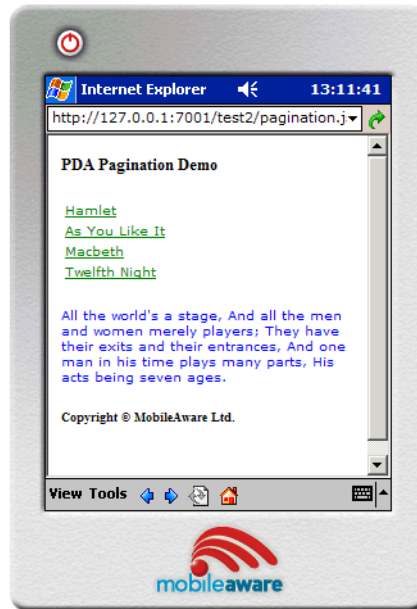 Internet Explorer 13:11:41
http://127.0.0.1:7001/test2/pagination.j
PDA Pagination Demo
Hamlet
As You Like It
Macbeth
Twelfth Night
All the world's a stage, And all the men
and women merely players; They have
their exits and their entrances, And one
man in his time plays many parts, His
acts being seven ages.
Copyright © MobileAware Ltd.
View Tools
mobileaware